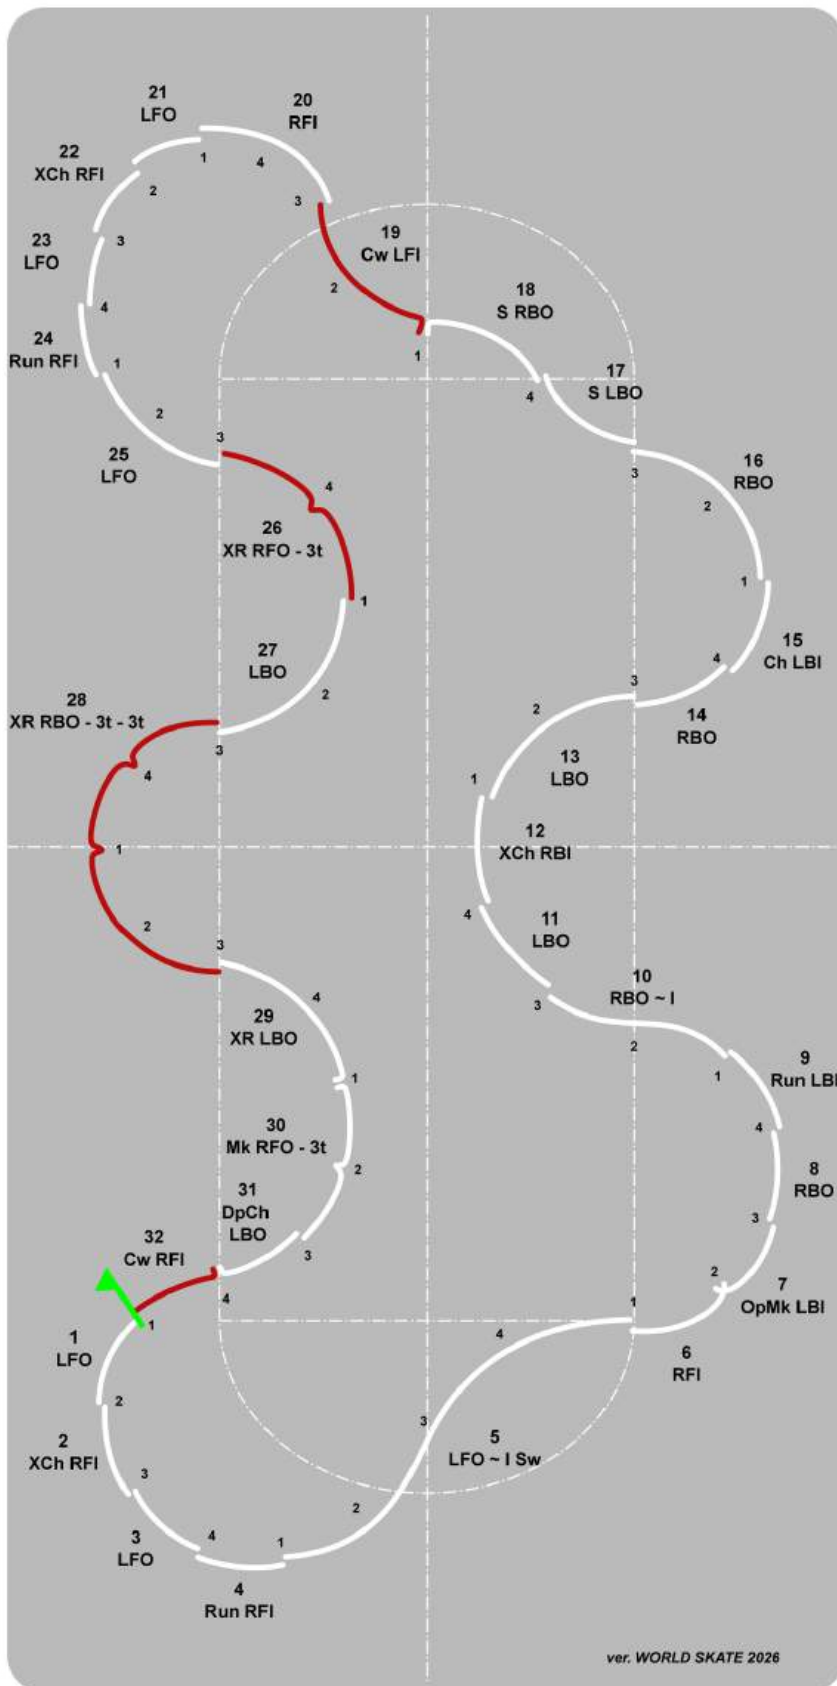 21
LFO
20
RFI
22
XCh RFI
1
4
2
3
19
Cw LFI
23
LFO
3
2
18
S RBO
4
24
Run RFI
1
1
17
S LBO
4
2
25
LFO
3
3
16
RBO
4
2
26
XR RFO - 3t
1
1
15
Ch LBI
27
LBO
4
3
2
14
RBO
28
XR RBO - 3t - 3t
2
13
LBO
3
4
1
1
12
XCh RBI
2
4
11
LBO
3
10
RBO ~ I
4
3
29
XR LBO
2
9
Run LBI
1
1
4
30
Mk RFO - 3t
8
RBO
2
31
DpCh
LBO
3
3
32
Cw RFI
2
7
OpMk LBI
4
1
1
1
LFO
4
6
RFI
2
3
5
LFO ~ I Sw
2
XCh RFI
3
2
3
LFO
4
1
4
Run RFI
ver. WORLD SKATE 2026